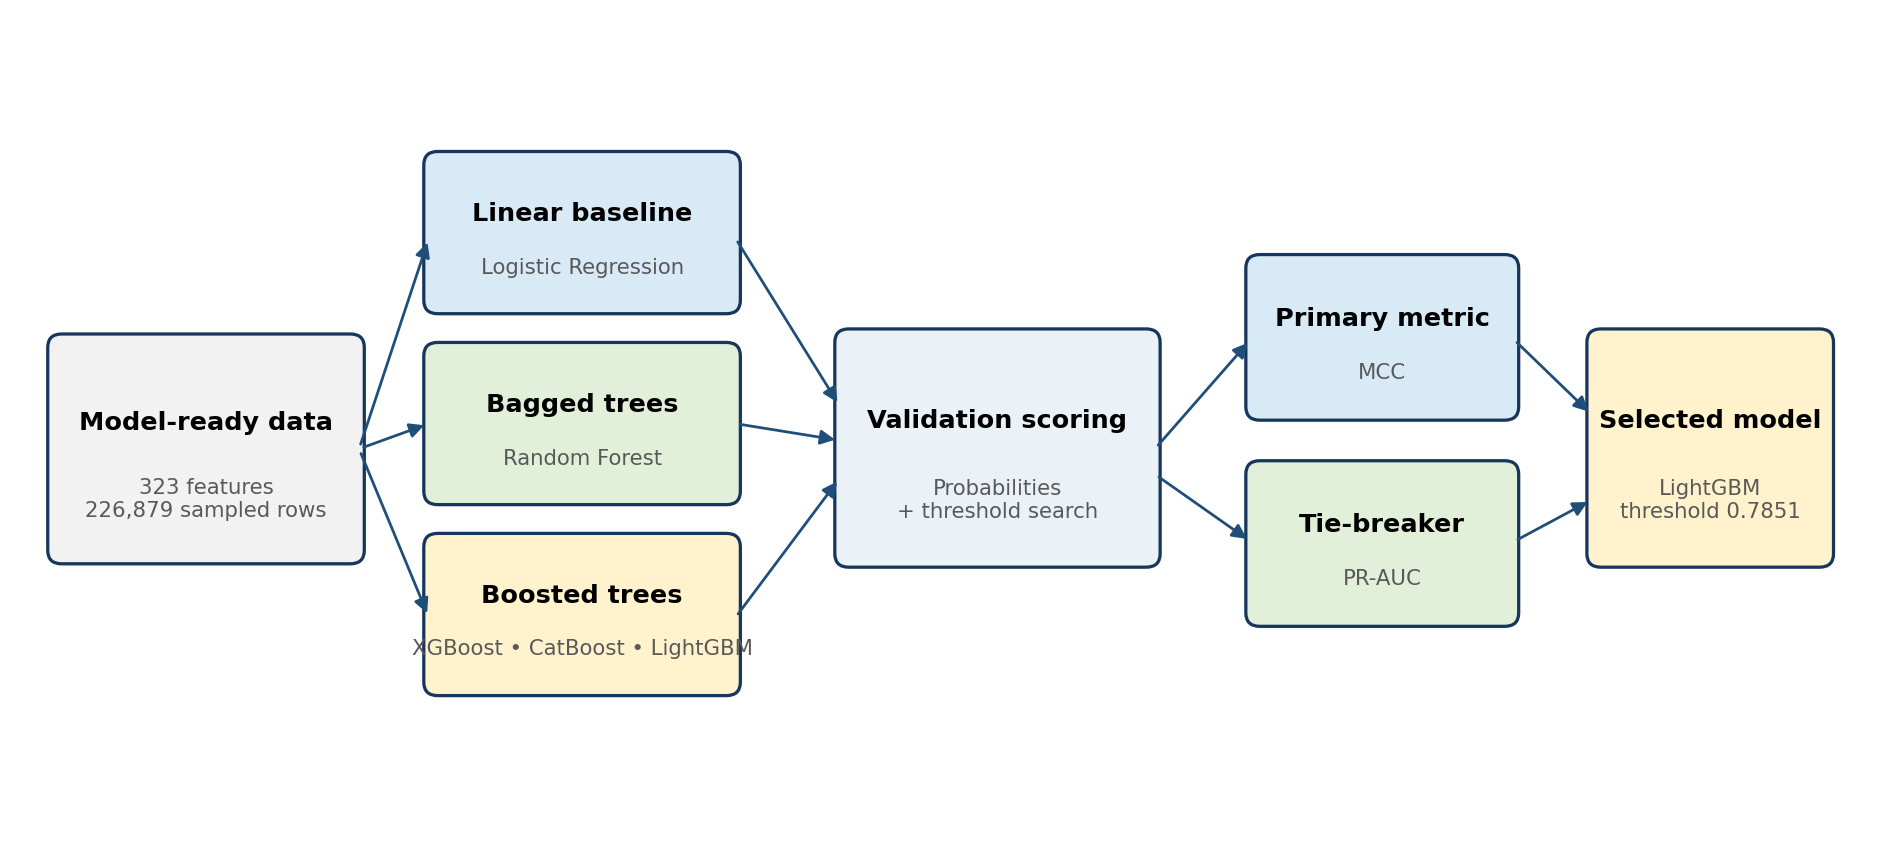 Model-ready data
323 features
226,879 sampled rows
Linear baseline
Logistic Regression
Bagged trees
Random Forest
Boosted trees
XGBoost • CatBoost • LightGBM
Validation scoring
Probabilities
+ threshold search
Primary metric
MCC
Tie-breaker
PR-AUC
Selected model
LightGBM
threshold 0.7851